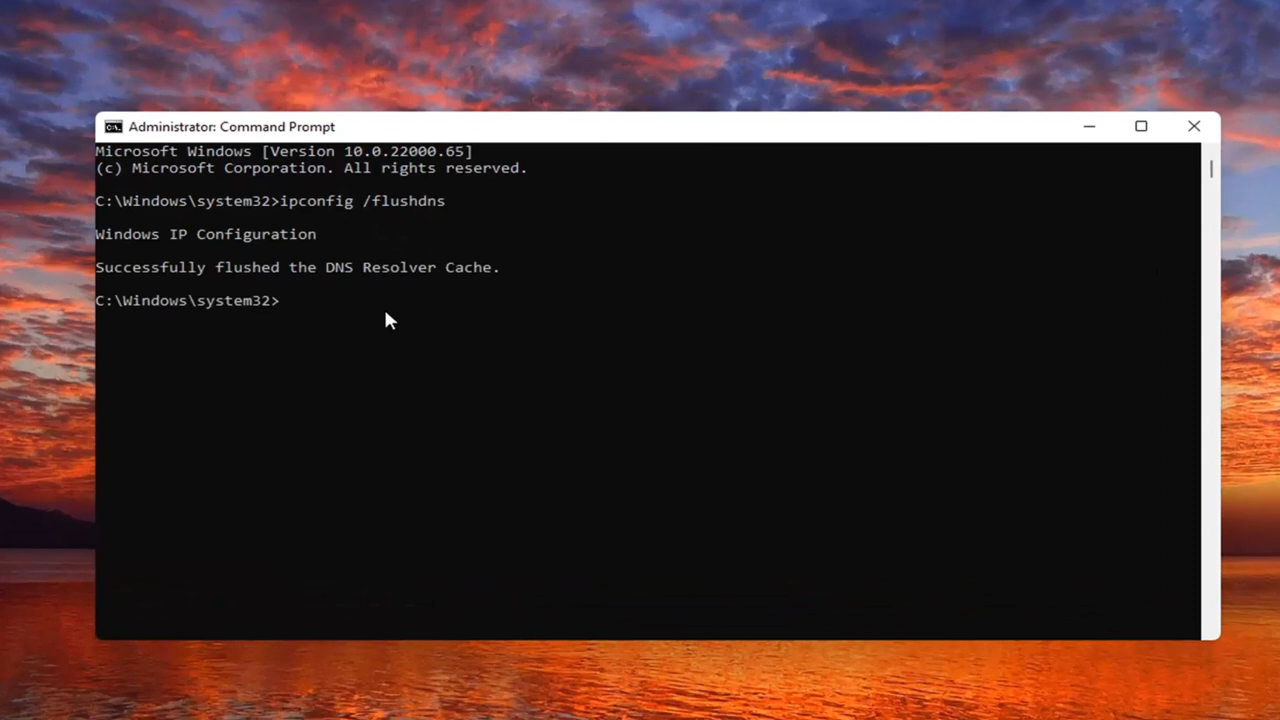 Administrator: Command Prompt
Microsoft Windows [Version 10.0.22000.65]
(c) Microsoft Corporation. All rights reserved.
C:\Windows\system32>ipconfig /flushdns
Windows IP Configuration
Successfully flushed the DNS Resolver Cache.
C:\Windows\system32>